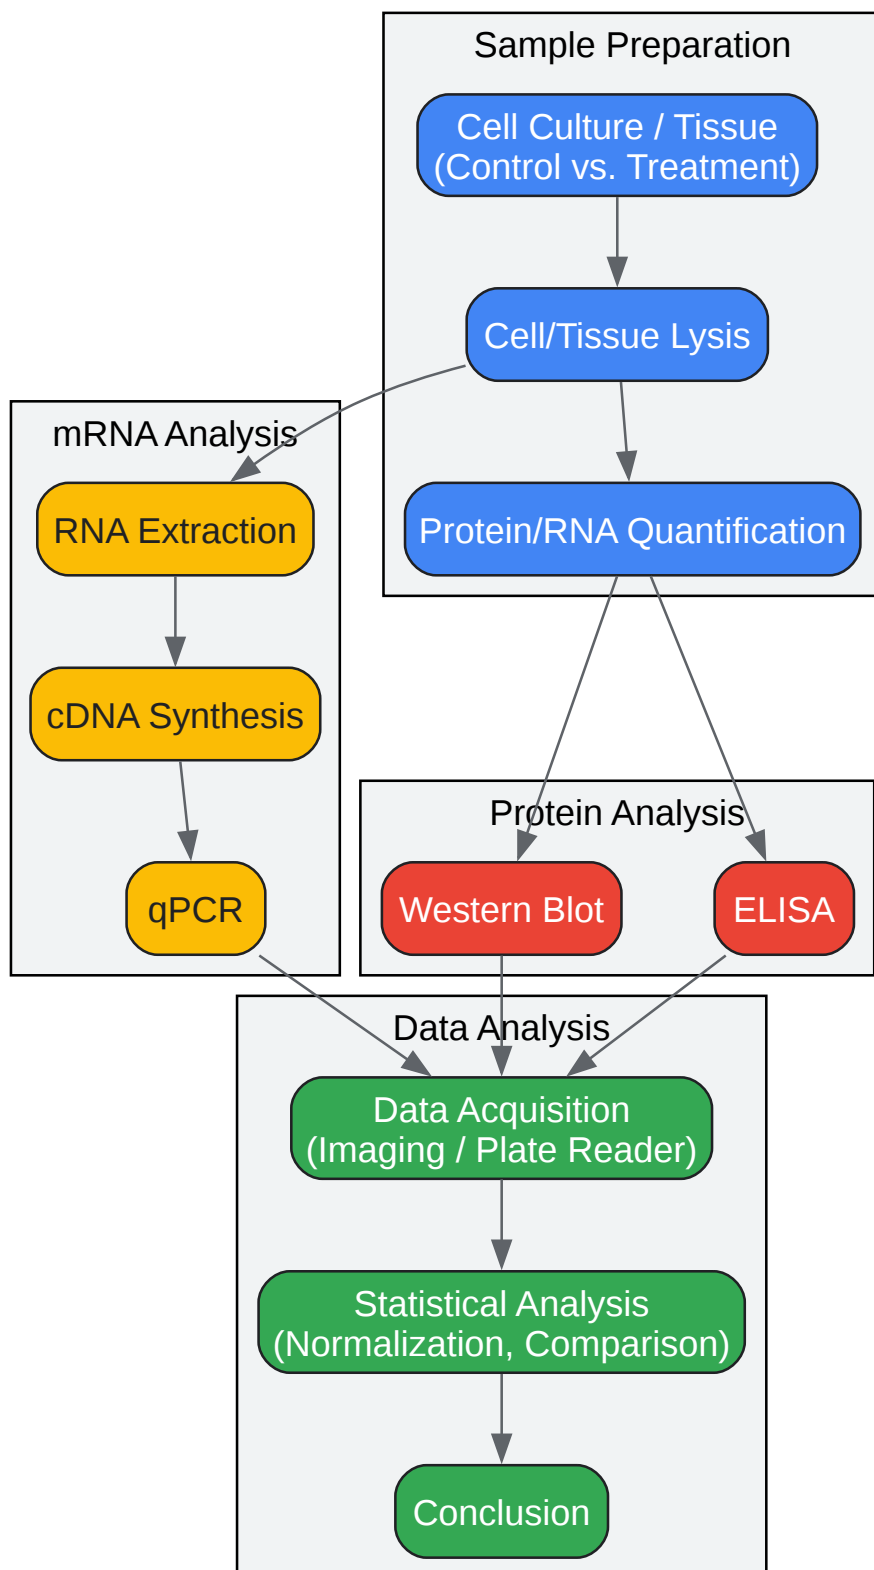 Sample Preparation
Cell Culture / Tissue
(Control vs. Treatment)
Cell/Tissue Lysis
mRNA Analysis
RNA Extraction
Protein/RNA Quantification
cDNA Synthesis
Protein Analysis
qPCR
Western Blot
ELISA
Data Analysis
Data Acquisition
(Imaging / Plate Reader)
Statistical Analysis
(Normalization, Comparison)
Conclusion